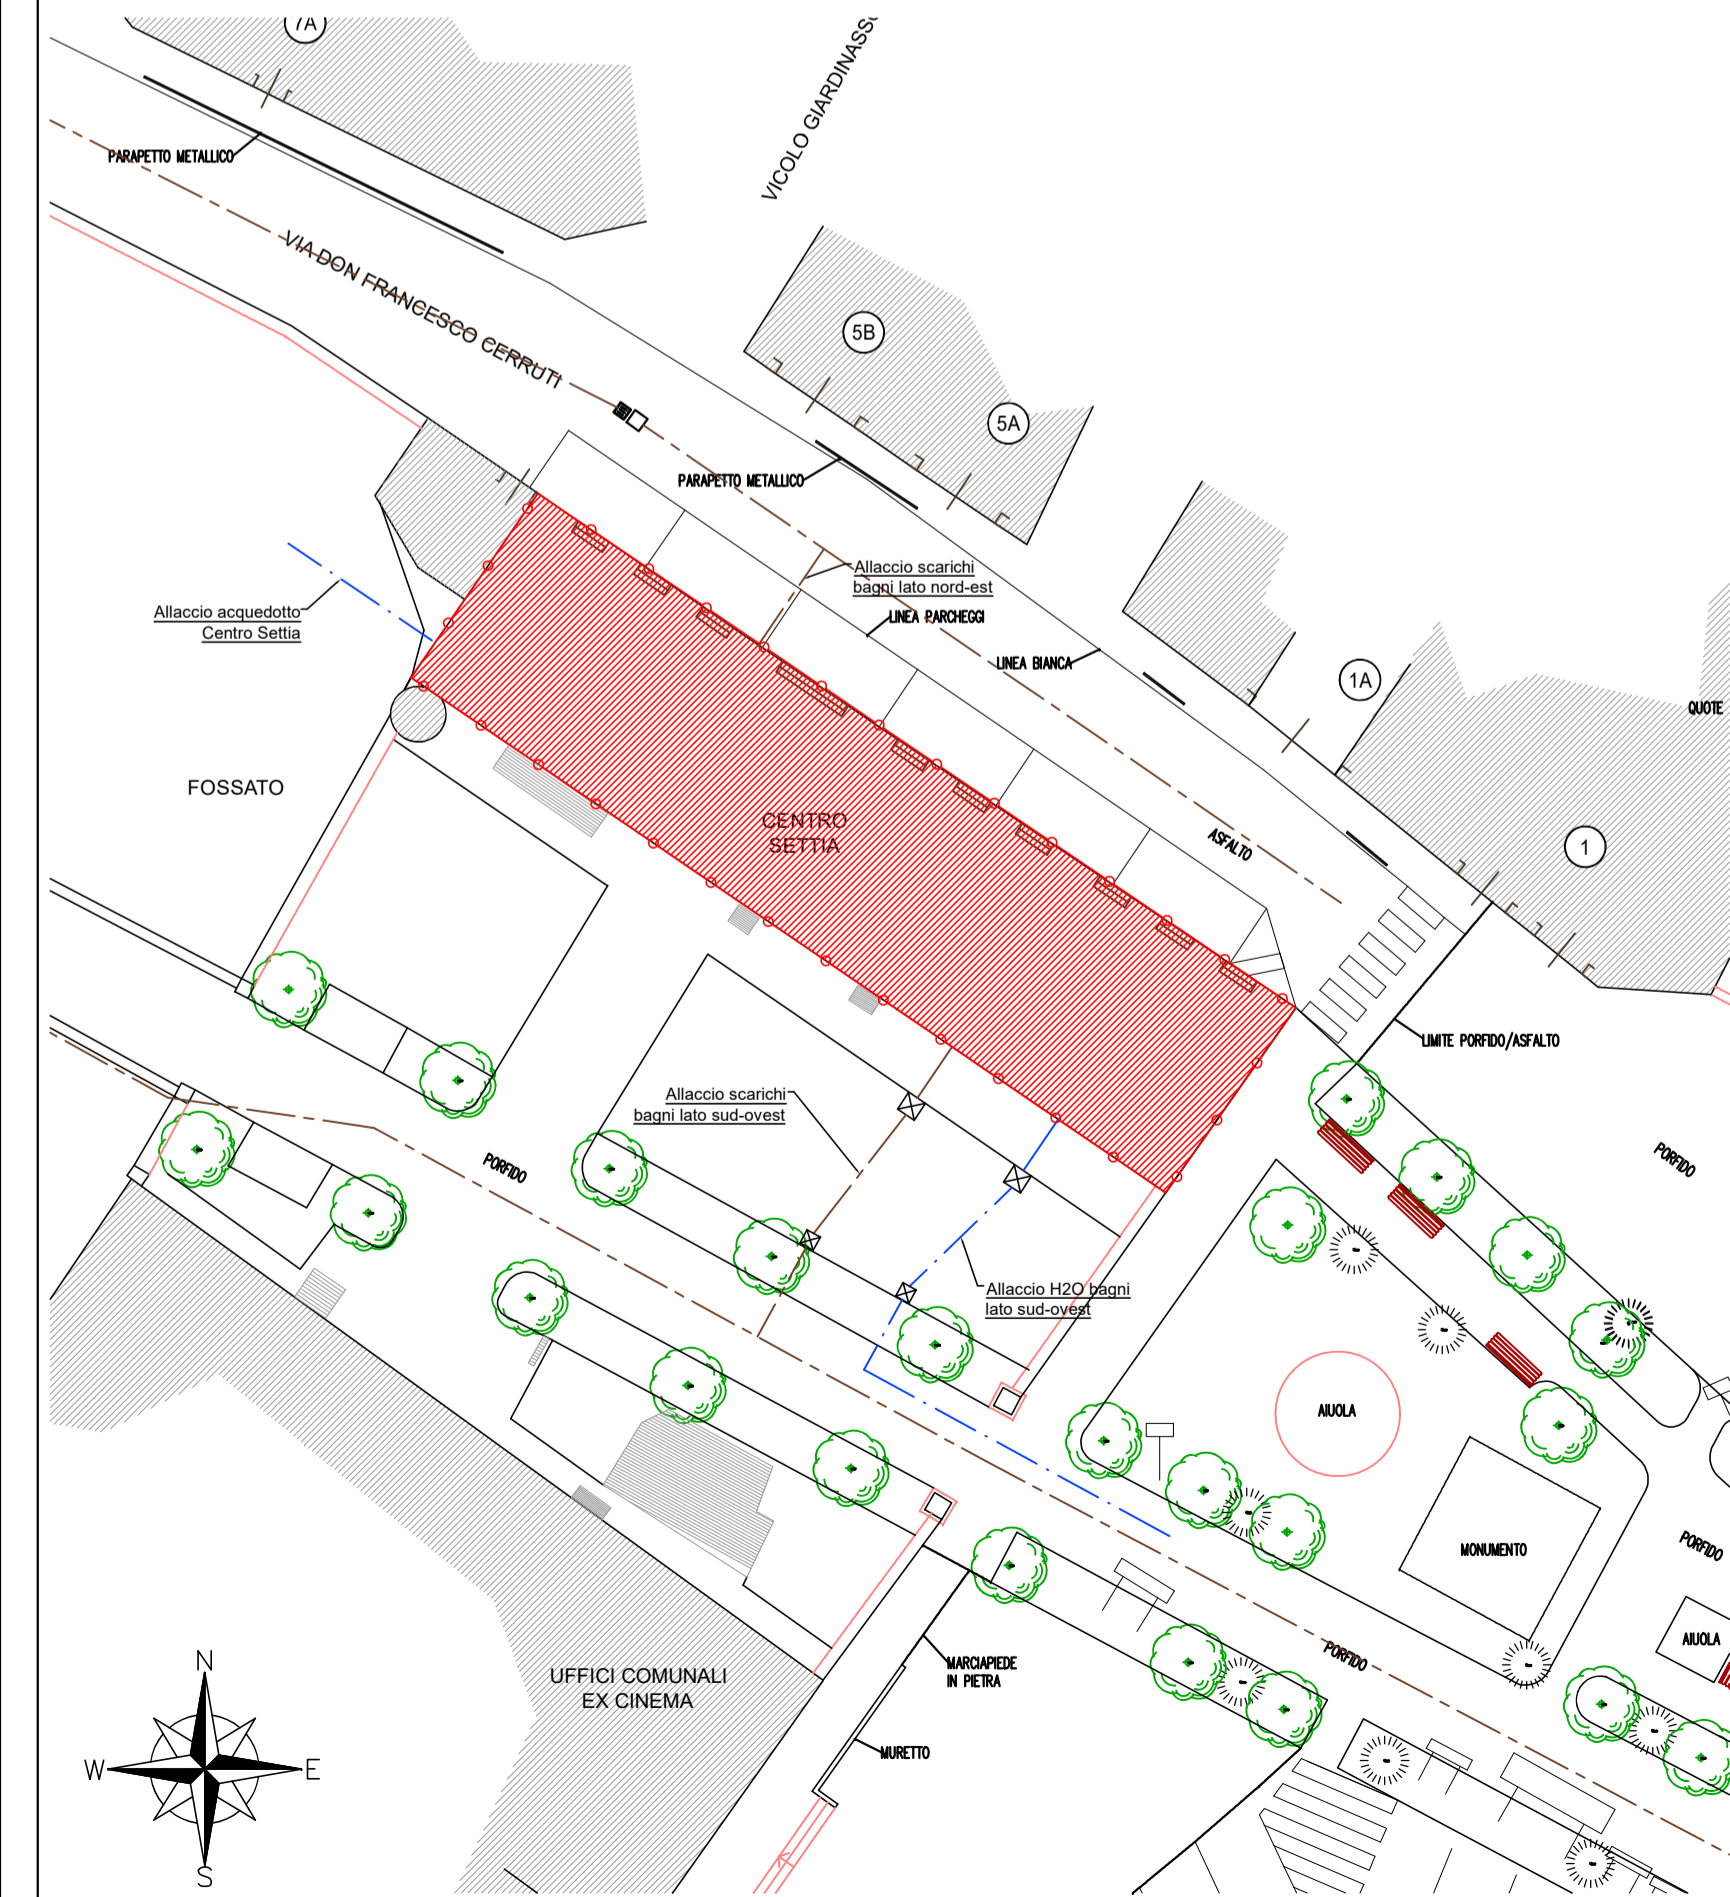 7A
VICOLO GIARDINASS
PARAPETTO METALLICO
VIA DON FRANCESCO CERRUTI
5B
5A
PARAPETTO METALLICO
Allaccio scarichi
bagni lato nord-est
LINEA PARCHEGGI
Allaccio acquedotto
Centro Settia
LINEA BIANCA
1A
QUOTE
FOSSATO
CENTRO
SETTIA
ASFALTO
1
LIMITE PORFIDO/ASFALTO
Allaccio scarichi
bagni lato sud-ovest
PORFIDO
PORFIDO
Allaccio H2O bagni
lato sud-ovest
AIUOLA
MONUMENTO
PORFIDO
AIUOLA
PORFIDO
MARCIAPIEDE
IN PIETRA
UFFICI COMUNALI
EX CINEMA
MURETTO
N
W
E
S